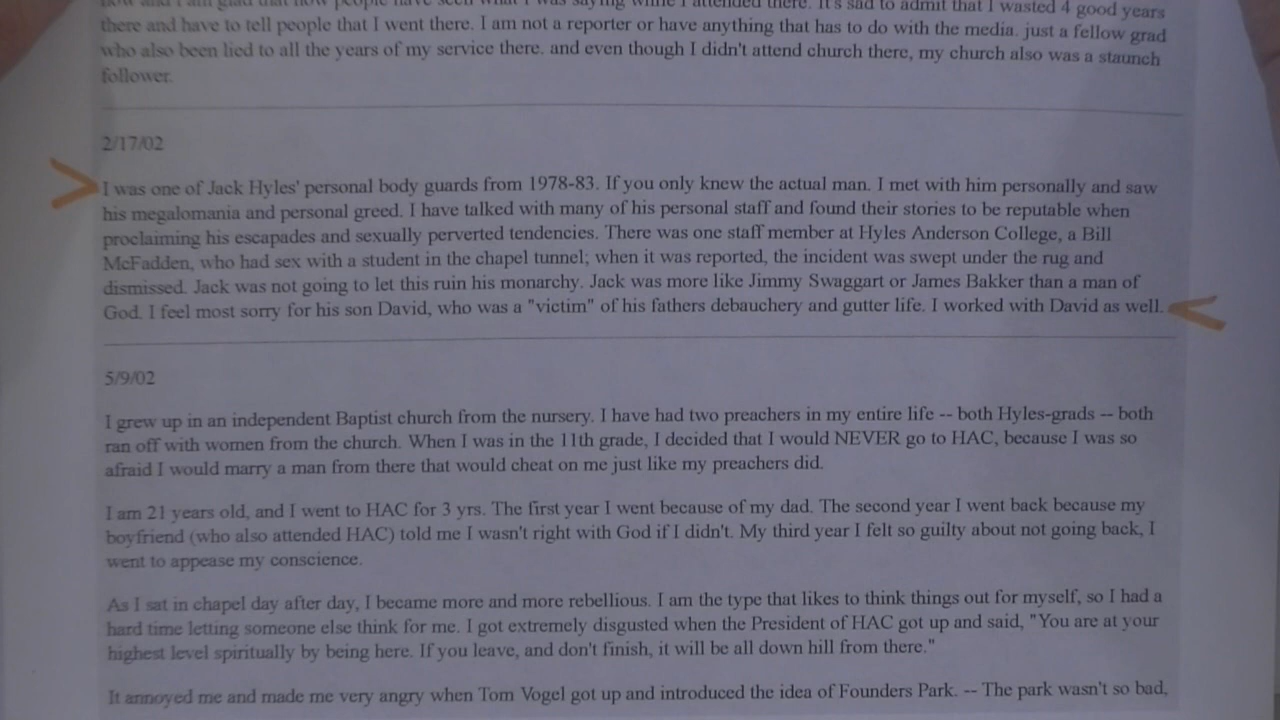 now and I am glad that now people have seen what I was saying while I attended there. It's sad to admit that I wasted 4 good years
there and have to tell people that I went there. I am not a reporter or have anything that has to do with the media. just a fellow grad
who also been lied to all the years of my service there. and even though I didn't attend church there, my church also was a staunch
follower.
2/17/02
I was one of Jack Hyles' personal body guards from 1978-83. If you only knew the actual man. I met with him personally and saw
his megalomania and personal greed. I have talked with many of his personal staff and found their stories to be reputable when
proclaiming his escapades and sexually perverted tendencies. There was one staff member at Hyles Anderson College, a Bill
McFadden, who had sex with a student in the chapel tunnel; when it was reported, the incident was swept under the rug and
dismissed. Jack was not going to let this ruin his monarchy. Jack was more like Jimmy Swaggart or James Bakker than a man of
God. I feel most sorry for his son David, who was a "victim" of his fathers debauchery and gutter life. I worked with David as well.
5/9/02
I grew up in an independent Baptist church from the nursery. I have had two preachers in my entire life -- both Hyles-grads -- both
ran off with women from the church. When I was in the 11th grade, I decided that I would NEVER go to HAC, because I was so
afraid I would marry a man from there that would cheat on me just like my preachers did.
I am 21 years old, and I went to HAC for 3 yrs. The first year I went because of my dad. The second year I went back because my
boyfriend (who also attended HAC) told me I wasn't right with God if I didn't. My third year I felt so guilty about not going back, I
went to appease my conscience.
As I sat in chapel day after day, I became more and more rebellious. I am the type that likes to think things out for myself, so I had a
hard time letting someone else think for me. I got extremely disgusted when the President of HAC got up and said, "You are at your
highest level spiritually by being here. If you leave, and don't finish, it will be all down hill from there."
It annoyed me and made me very angry when Tom Vogel got up and introduced the idea of Founders Park. -- The park wasn't so bad,